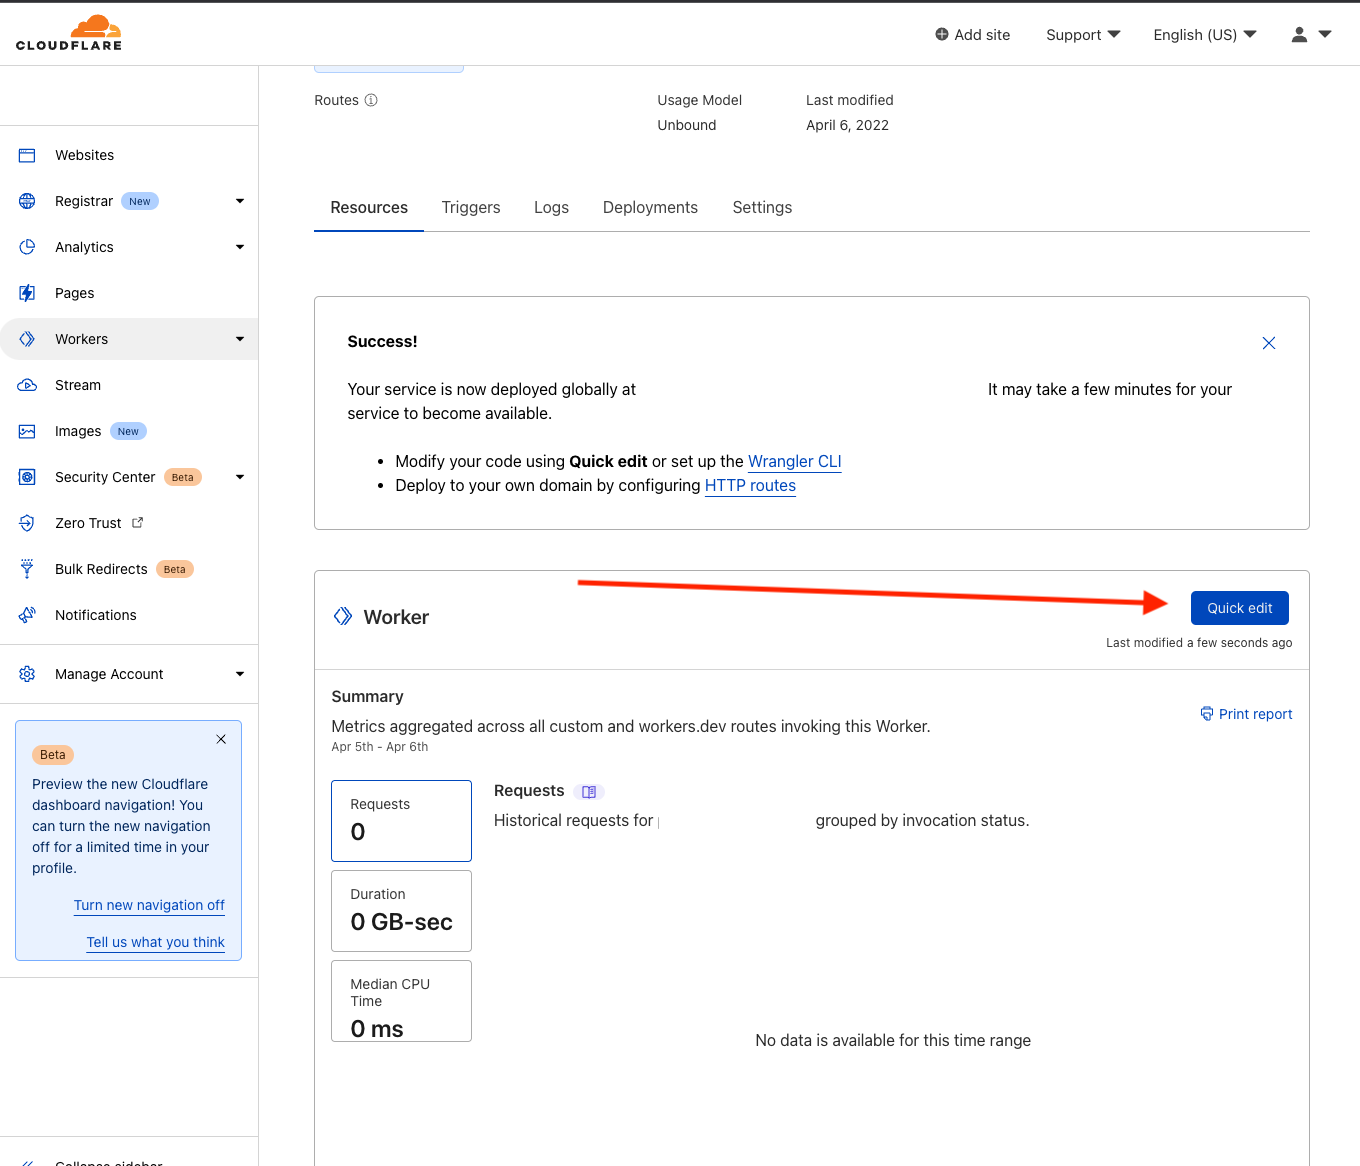 CLOUDFLARE
Add site
Support
English (US)
Websites
Registrar New
Analytics
Pages
Workers
Stream
Images New
Security Center Beta
Zero Trust
Bulk Redirects Beta
Notifications
Manage Account
Beta
Preview the new Cloudflare
dashboard navigation! You
can turn the new navigation
off for a limited time in your
profile.
Turn new navigation off
Tell us what you think
Collapse sidebar
Routes
Usage Model
Unbound
Last modified
April 6, 2022
Resources
Triggers
Logs
Deployments
Settings
Success!
Your service is now deployed globally at It may take a few minutes for your
service to become available.
• Modify your code using Quick edit or set up the Wrangler CLI
• Deploy to your own domain by configuring HTTP routes
Worker
Quick edit
Last modified a few seconds ago
Summary
Metrics aggregated across all custom and workers.dev routes invoking this Worker.
Apr 5th - Apr 6th
Print report
Requests
0
Duration
0 GB-sec
Median CPU
Time
0 ms
Requests
Historical requests for grouped by invocation status.
No data is available for this time range